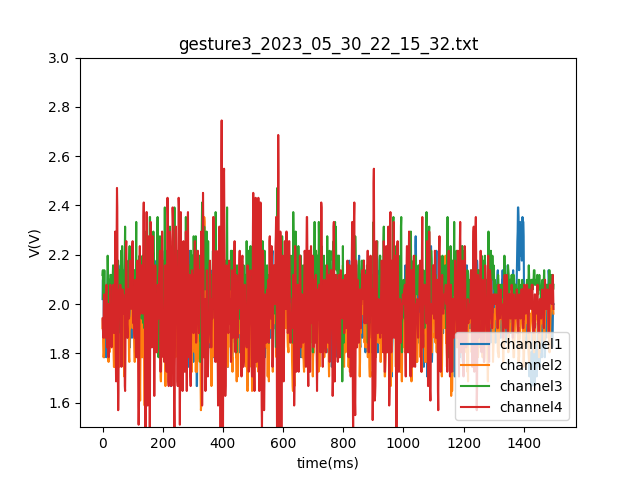 gesture3_2023_05_30_22_15_32.txt
3.0
2.8
2.6
2.4
2.2
2.0
1.8
1.6
V(V)
channel1
channel2
channel3
channel4
0 200 400 600 800 1000 1200 1400
time(ms)